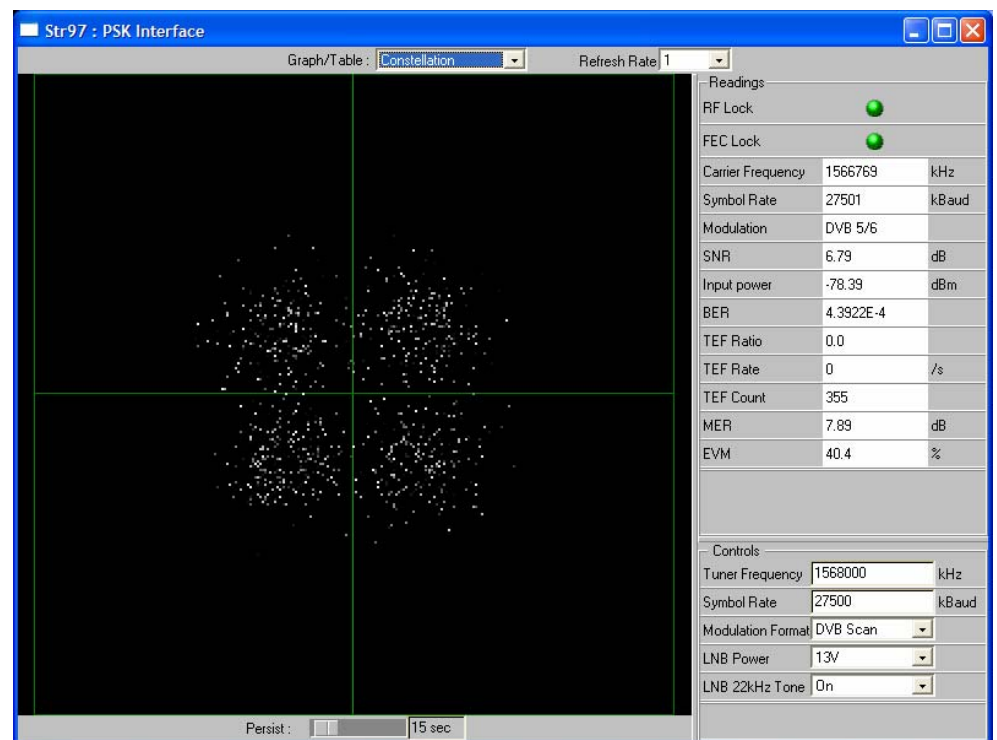 Str97 : PSK Interface
Graph/Table : Constellation Refresh Rate 1
Readings
RF Lock
FEC Lock
Carrier Frequency 1566769 kHz
Symbol Rate 27501 kBaud
Modulation DVB 5/6
SNR 6.79 dB
Input power -78.39 dBm
BER 4.3922E-4
TEF Ratio 0.0
TEF Rate 0 /s
TEF Count 355
MER 7.89 dB
EVM 40.4 %
Controls
Tuner Frequency 1568000 kHz
Symbol Rate 27500 kBaud
Modulation Format DVB Scan
LNB Power 13V
LNB 22kHz Tone On
Persist : 15 sec